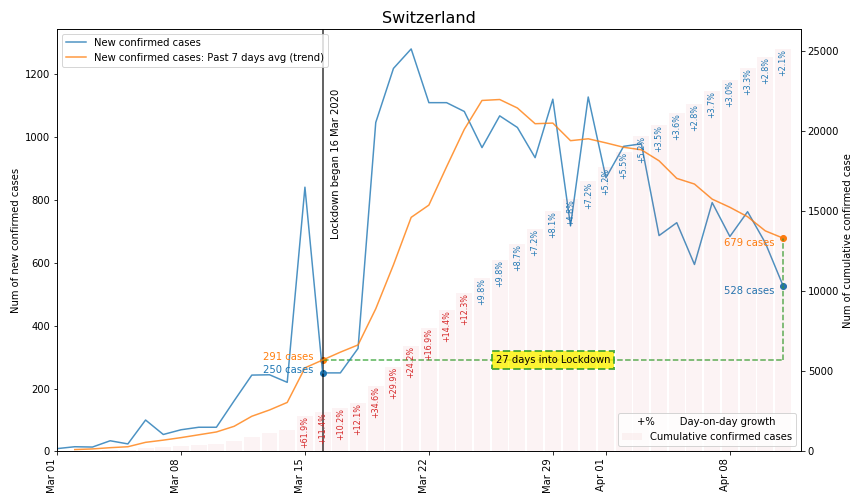 Switzerland
New confirmed cases
New confirmed cases: Past 7 days avg (trend)
Num of new confirmed cases
0
200
400
600
800
1000
1200
Lockdown began 16 Mar 2020
291 cases
250 cases
+61.9%
+11.4%
+10.2%
+12.1%
+34.6%
+29.9%
+24.2%
+16.9%
+14.4%
+12.3%
+9.8%
+9.8%
+8.7%
+7.2%
+8.1%
+4.8%
+7.2%
+5.2%
+5.5%
+3.5%
+3.6%
+2.8%
+3.7%
+3.0%
+3.3%
+2.8%
+2.1%
679 cases
528 cases
27 days into Lockdown
+% Day-on-day growth
Cumulative confirmed cases
Num of cumulative confirmed case
0
5000
10000
15000
20000
25000
Mar 01
Mar 08
Mar 15
Mar 22
Mar 29
Apr 01
Apr 08